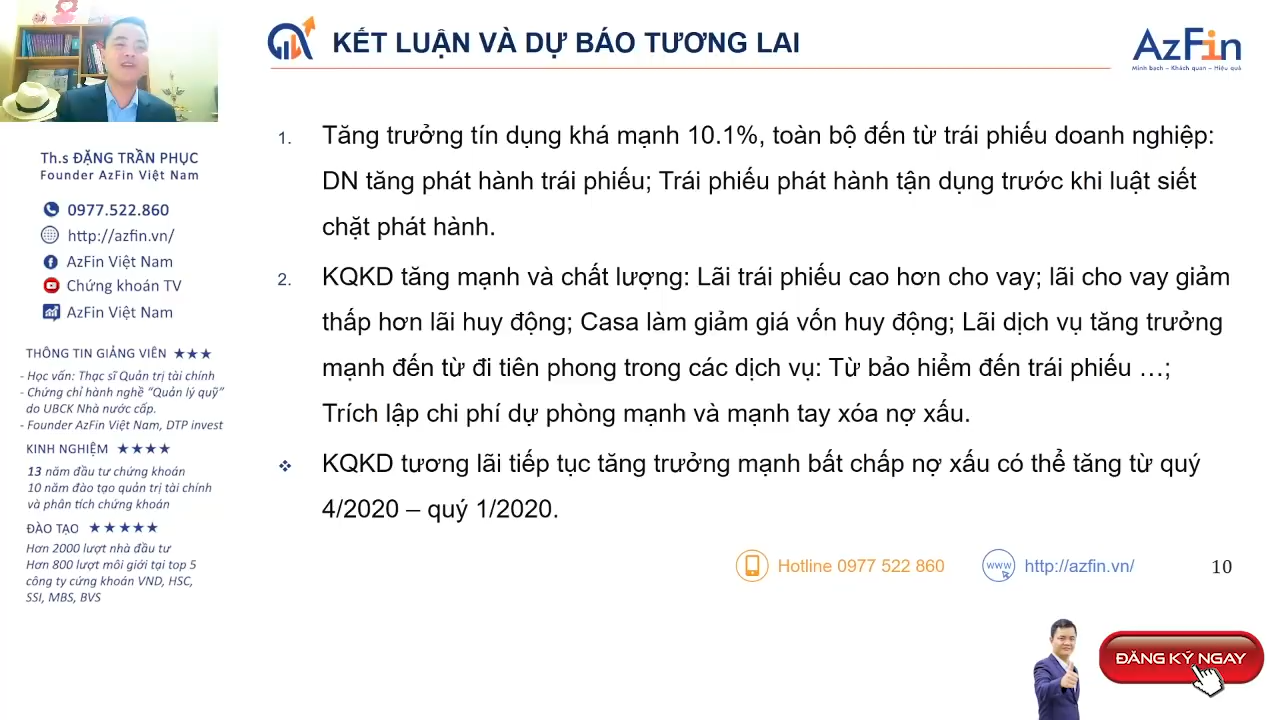 KẾT LUẬN VÀ DỰ BÁO TƯƠNG LAI
AzFin
Minh bạch – Khách quan – Hiệu quả
Th.s ĐẶNG TRẦN PHỤC
Founder AzFin Việt Nam
0977.522.860
http://azfin.vn/
AzFin Việt Nam
Chứng khoán TV
AzFin Việt Nam
THÔNG TIN GIẢNG VIÊN ★★★
- Học vấn: Thạc sĩ Quản trị tài chính
- Chứng chỉ hành nghề “Quản lý quỹ”
do UBCK Nhà nước cấp.
- Founder AzFin Việt Nam, DTP invest
KINH NGHIỆM ★★★★
13 năm đầu tư chứng khoán
10 năm đào tạo quản trị tài chính
và phân tích chứng khoán
ĐÀO TẠO ★★★★★
Hơn 2000 lượt nhà đầu tư
Hơn 800 lượt môi giới tại top 5
công ty cứng khoán VND, HSC,
SSI, MBS, BVS
1. Tăng trưởng tín dụng khá mạnh 10.1%, toàn bộ đến từ trái phiếu doanh nghiệp:
DN tăng phát hành trái phiếu; Trái phiếu phát hành tận dụng trước khi luật siết
chặt phát hành.
2. KQKD tăng mạnh và chất lượng: Lãi trái phiếu cao hơn cho vay; lãi cho vay giảm
thấp hơn lãi huy động; Casa làm giảm giá vốn huy động; Lãi dịch vụ tăng trưởng
mạnh đến từ đi tiên phong trong các dịch vụ: Từ bảo hiểm đến trái phiếu …;
Trích lập chi phí dự phòng mạnh và mạnh tay xóa nợ xấu.
❖ KQKD tương lãi tiếp tục tăng trưởng mạnh bất chấp nợ xấu có thể tăng từ quý
4/2020 – quý 1/2020.
Hotline 0977 522 860
www
http://azfin.vn/
10
ĐĂNG KÝ NGAY